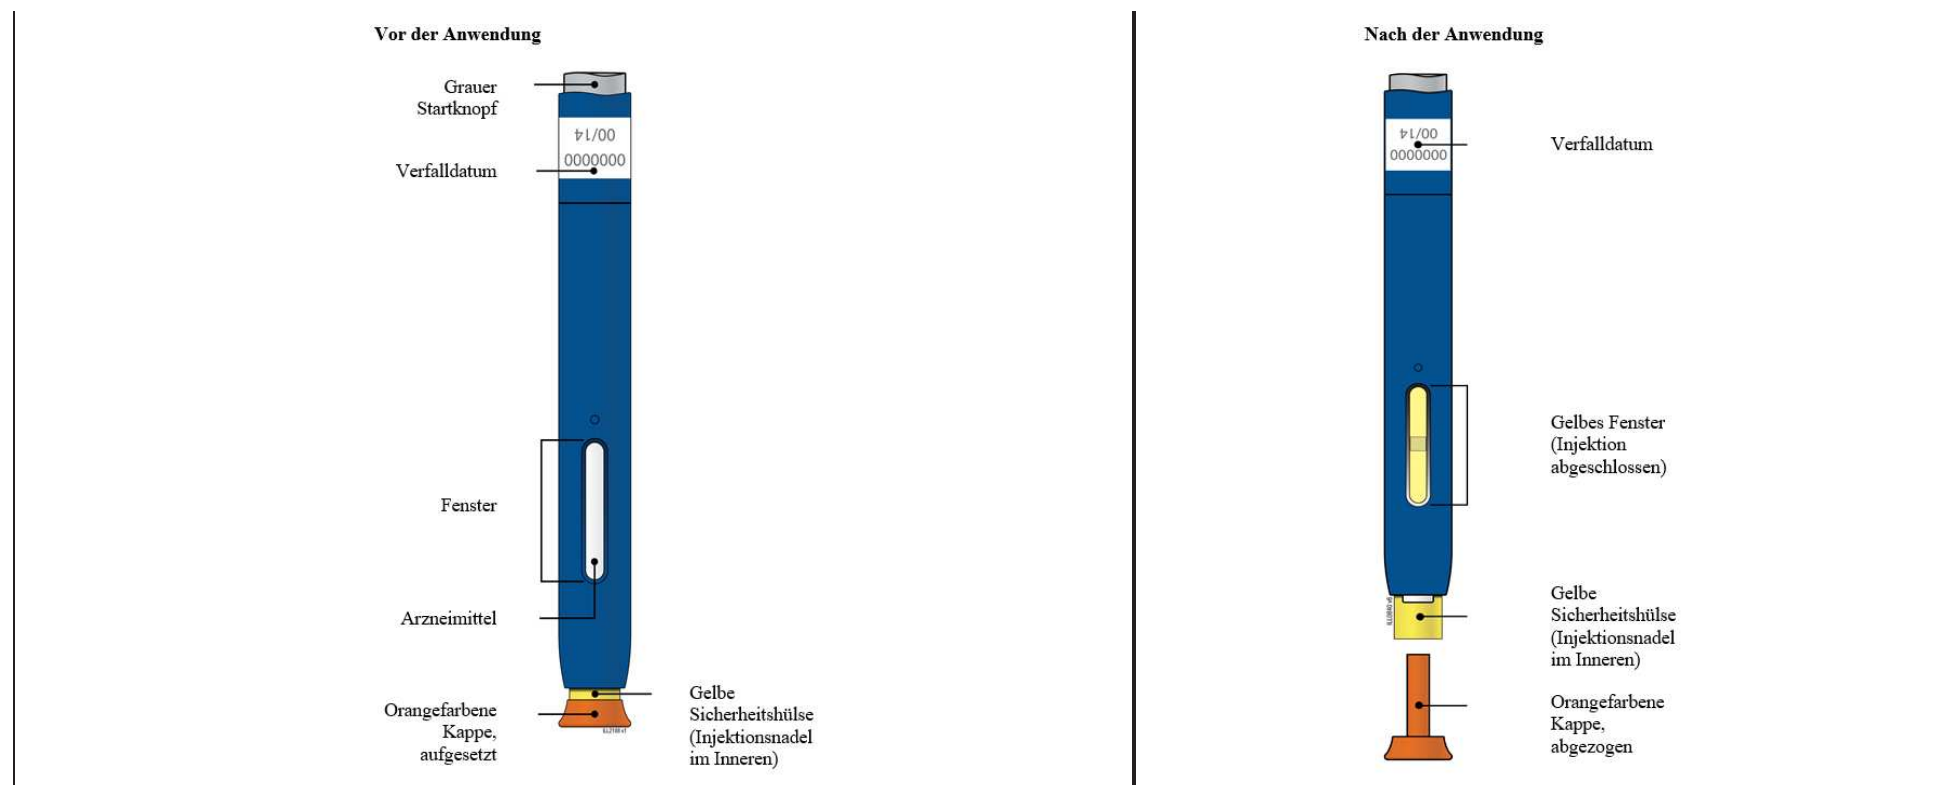 Vor der Anwendung
Grauer
Startknopf
00/14
0000000
Verfalldatum
Fenster
Arzneimittel
Orangefarbene
Kappe,
aufgesetzt
Gelbe
Sicherheitshülse
(Injektionsnadel
im Inneren)
Nach der Anwendung
00/14
0000000
Verfalldatum
Gelbes Fenster
(Injektion
abgeschlossen)
Gelbe
Sicherheitshülse
(Injektionsnadel
im Inneren)
Orangefarbene
Kappe,
abgezogen